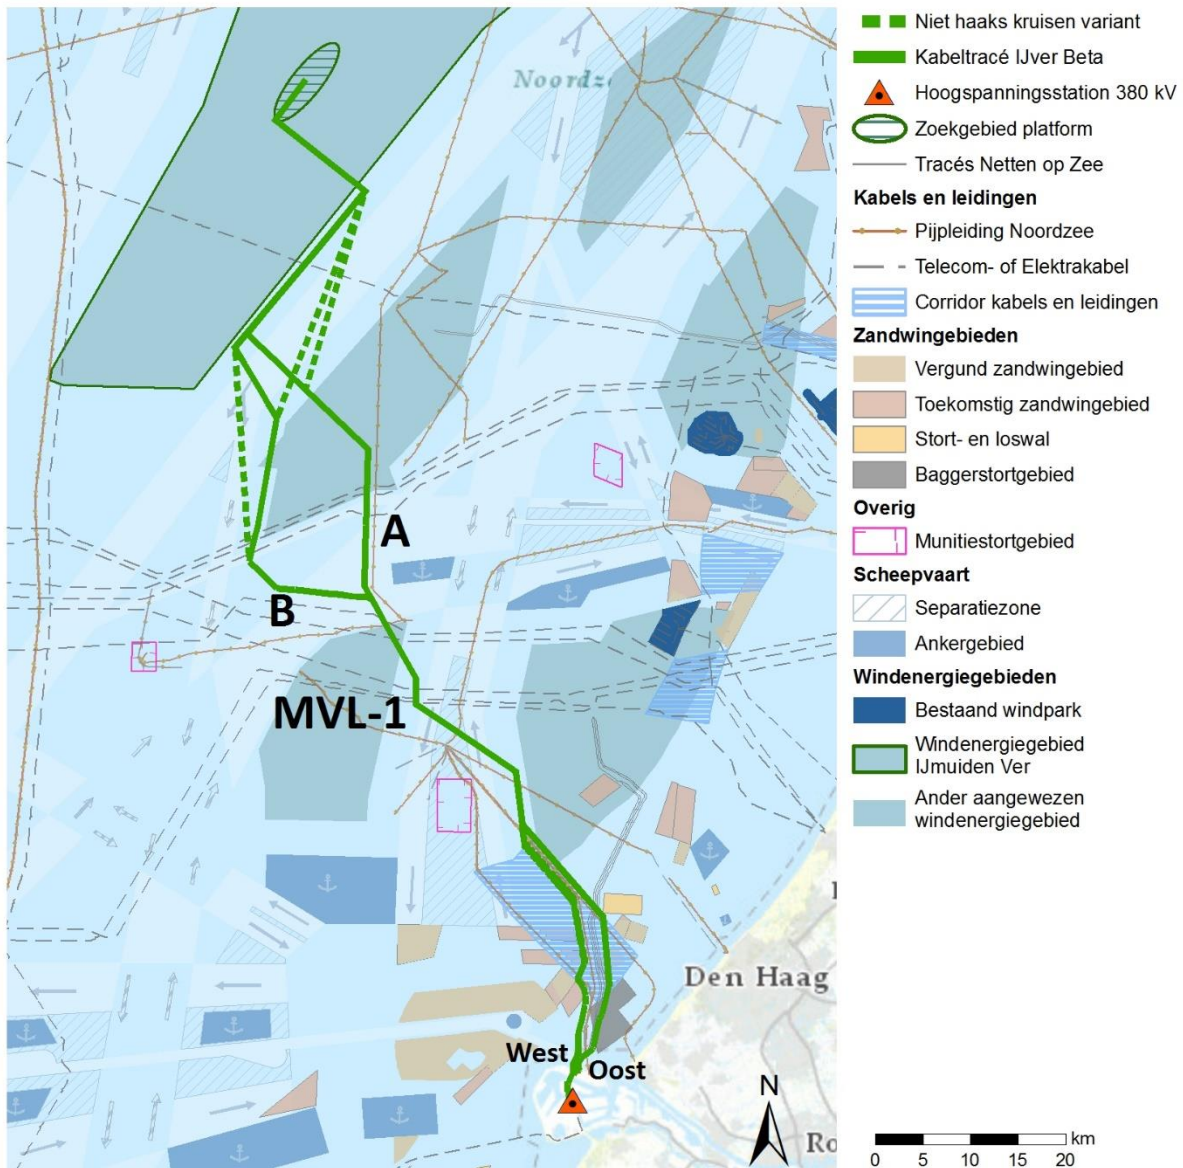 Noordze
A
B
MVL-1
Den Haag
West
Oost
N
Ro
Niet haaks kruisen variant
Kabeltracé IJver Beta
Hoogspanningsstation 380 kV
Zoekgebied platform
Tracés Netten op Zee
Kabels en leidingen
Pijpleiding Noordzee
Telecom- of Elektrakabel
Corridor kabels en leidingen
Zandwingebieden
Vergund zandwingebied
Toekomstig zandwingebied
Stort- en loswal
Baggerstortgebied
Overig
Munitiestortgebied
Scheepvaart
Separatiezone
Ankergebied
Windenergiegebieden
Bestaand windpark
Windenergiegebied
IJmuiden Ver
Ander aangewezen
windenergiegebied
km
0 5 10 15 20